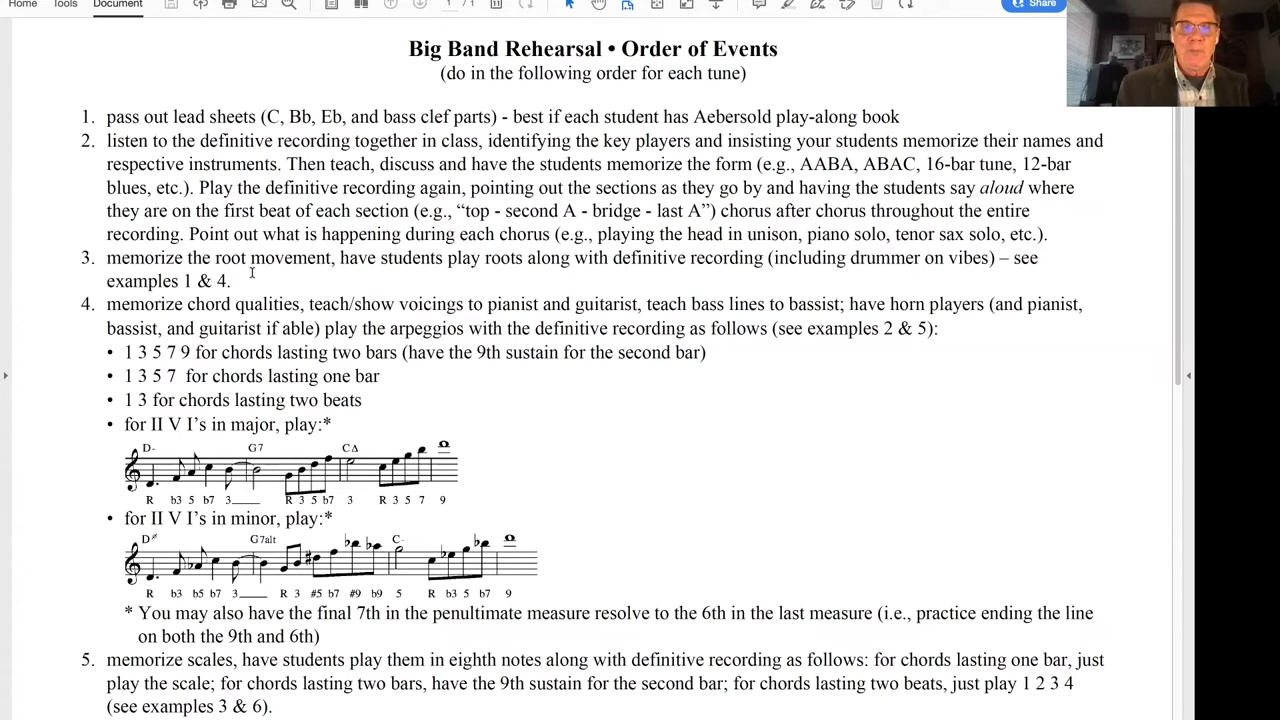 Home Tools Document
1 / 1
Share
Big Band Rehearsal • Order of Events
(do in the following order for each tune)
1. pass out lead sheets (C, Bb, Eb, and bass clef parts) - best if each student has Aebersold play-along book
2. listen to the definitive recording together in class, identifying the key players and insisting your students memorize their names and
respective instruments. Then teach, discuss and have the students memorize the form (e.g., AABA, ABAC, 16-bar tune, 12-bar
blues, etc.). Play the definitive recording again, pointing out the sections as they go by and having the students say aloud where
they are on the first beat of each section (e.g., “top - second A - bridge - last A”) chorus after chorus throughout the entire
recording. Point out what is happening during each chorus (e.g., playing the head in unison, piano solo, tenor sax solo, etc.).
3. memorize the root movement, have students play roots along with definitive recording (including drummer on vibes) – see
examples 1 & 4.
4. memorize chord qualities, teach/show voicings to pianist and guitarist, teach bass lines to bassist; have horn players (and pianist,
bassist, and guitarist if able) play the arpeggios with the definitive recording as follows (see examples 2 & 5):
• 1 3 5 7 9 for chords lasting two bars (have the 9th sustain for the second bar)
• 1 3 5 7 for chords lasting one bar
• 1 3 for chords lasting two beats
• for II V I’s in major, play:*
D- G7 CΔ
R b3 5 b7 3 R 3 5 b7 3 R 3 5 7 9
• for II V I’s in minor, play:*
Dø G7alt C-
R b3 b5 b7 3 R 3 #5 b7 #9 b9 5 R b3 5 b7 9
* You may also have the final 7th in the penultimate measure resolve to the 6th in the last measure (i.e., practice ending the line
on both the 9th and 6th)
5. memorize scales, have students play them in eighth notes along with definitive recording as follows: for chords lasting one bar, just
play the scale; for chords lasting two bars, have the 9th sustain for the second bar; for chords lasting two beats, just play 1 2 3 4
(see examples 3 & 6).